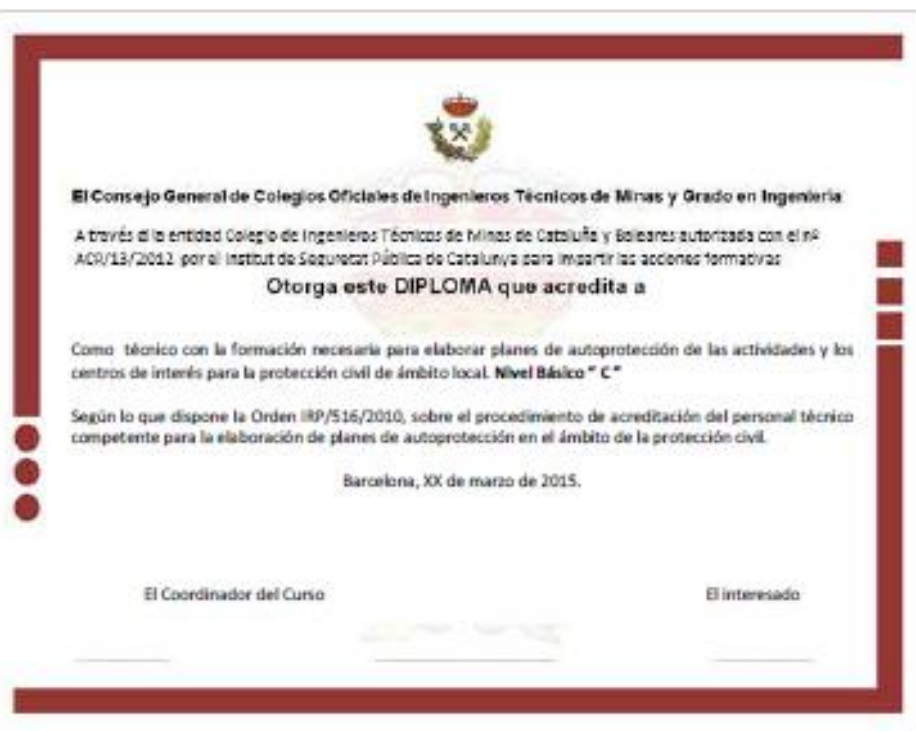 El Consejo General de Colegios Oficiales de Ingenieros Técnicos de Minas y Grado en Ingeniería
A través d la entidad Colegio de Ingenieros Técnicos de Minas de Cataluña y Baleares autorizada con el nº
ACR/13/2012 por el Institut de Seguretat Pública de Catalunya para impartir las acciones formativas
Otorga este DIPLOMA que acredita a
Como técnico con la formación necesaria para elaborar planes de autoprotección de las actividades y los
centros de interés para la protección civil de ámbito local. Nivel Básico " C "
Según lo que dispone la Orden IRP/516/2010, sobre el procedimiento de acreditación del personal técnico
competente para la elaboración de planes de autoprotección en el ámbito de la protección civil.
Barcelona, XX de marzo de 2015.
El Coordinador del Curso
El interesado